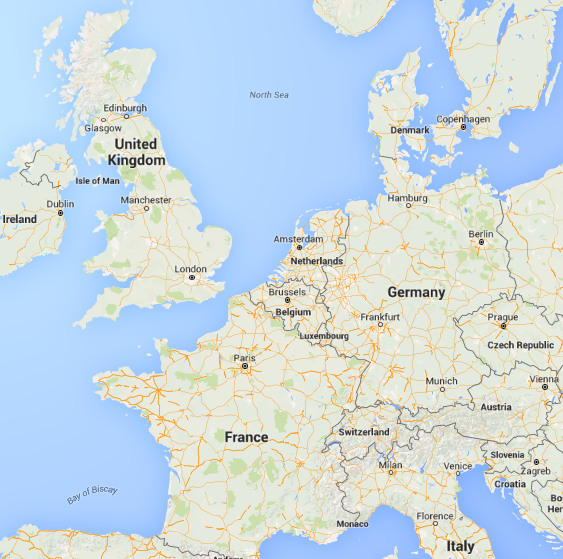 North Sea
Edinburgh
Glasgow
Copenhagen
Denmark
United
Kingdom
Isle of Man
Dublin
Ireland
Manchester
Hamburg
Berlin
Amsterdam
Netherlands
London
Brussels
Belgium
Germany
Frankfurt
Prague
Czech Republic
Luxembourg
Paris
Munich
Vienna
Austria
France
Switzerland
Slovenia
Milan
Venice
Zagreb
Croatia
Bay of Biscay
Bo
Her
Monaco
Florence
Italy